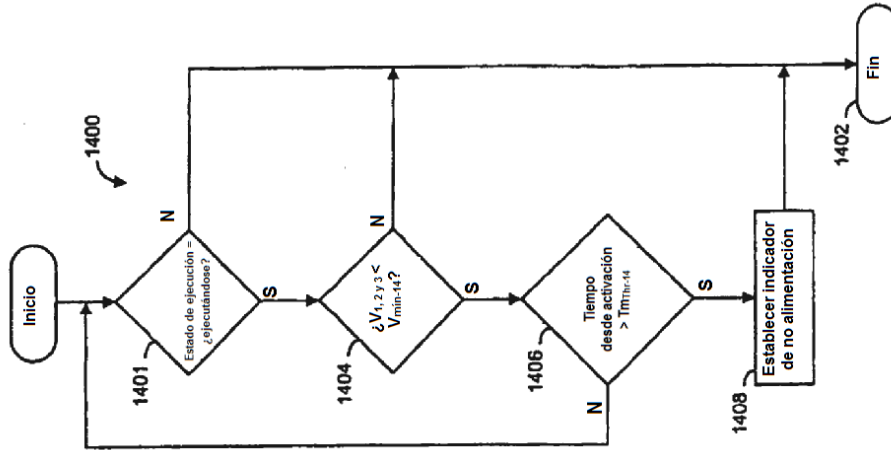 1400
Inicio
1401
Estado de ejecución =
¿ejecutándose?
N
S
1404
¿V1, 2 y 3 <
Vmin-14?
N
S
1406
Tiempo
desde activación
> TmThr-14
N
S
1408
Establecer indicador
de no alimentación
1402
Fin